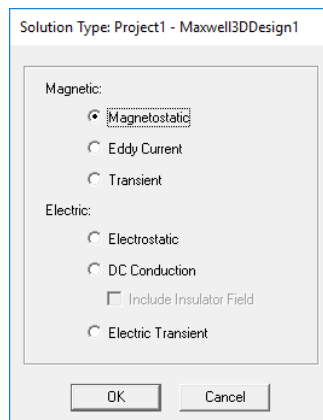 Solution Type: Project1 - Maxwell3DDesign1
Magnetic:
Magnetostatic
Eddy Current
Transient
Electric:
Electrostatic
DC Conduction
Include Insulator Field
Electric Transient
OK
Cancel